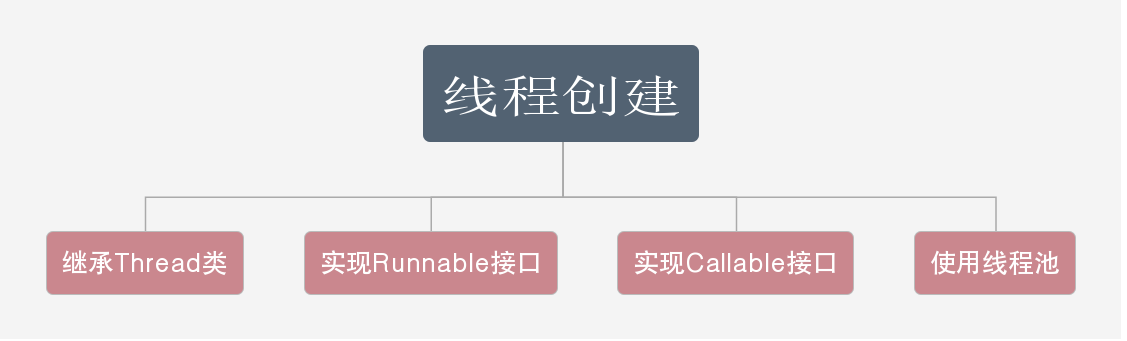 线程创建
继承Thread类
实现Runnable接口
实现Callable接口
使用线程池